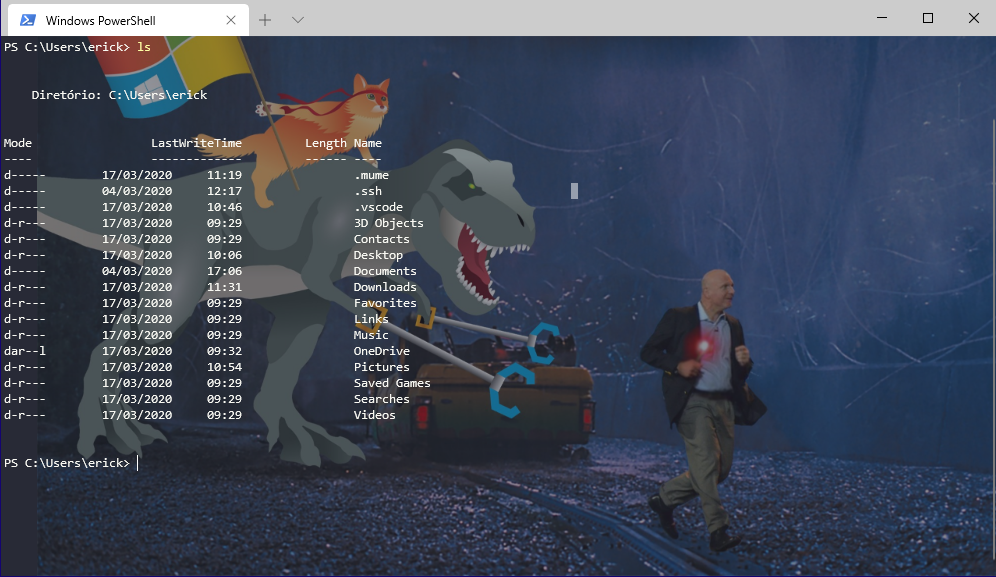 Windows PowerShell
PS C:\Users\erick> ls
Diretório: C:\Users\erick
Mode LastWriteTime Length Name
---- ------------- ------ ----
d----- 17/03/2020 11:19 .mume
d----- 04/03/2020 12:17 .ssh
d----- 17/03/2020 10:46 .vscode
d-r--- 17/03/2020 09:29 3D Objects
d-r--- 17/03/2020 09:29 Contacts
d-r--- 17/03/2020 10:06 Desktop
d----- 04/03/2020 17:06 Documents
d-r--- 17/03/2020 11:31 Downloads
d-r--- 17/03/2020 09:29 Favorites
d-r--- 17/03/2020 09:29 Links
d-r--- 17/03/2020 09:29 Music
dar--l 17/03/2020 09:32 OneDrive
d-r--- 17/03/2020 10:54 Pictures
d-r--- 17/03/2020 09:29 Saved Games
d-r--- 17/03/2020 09:29 Searches
d-r--- 17/03/2020 09:29 Videos
PS C:\Users\erick>